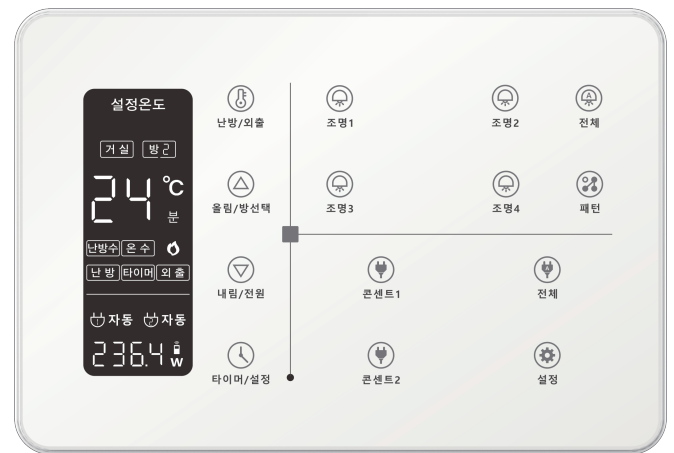 설정온도
거실 방2
24 ℃
분
난방수 온수
난방 타이머 외출
1 자동 2 자동
236.4 W
난방/외출
올림/방선택
내림/전원
타이머/설정
조명1 조명2 A 전체
조명3 조명4 패턴
콘센트1 A 전체
콘센트2 설정